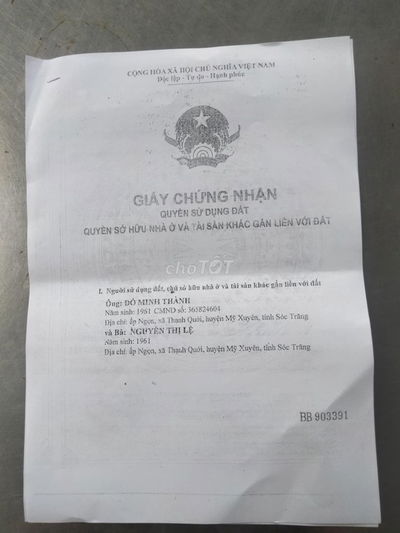 CỘNG HÒA XÃ HỘI CHỦ NGHĨA VIỆT NAM
Độc lập - Tự do - Hạnh phúc
GIẤY CHỨNG NHẬN
QUYỀN SỬ DỤNG ĐẤT
QUYỀN SỞ HỮU NHÀ Ở VÀ TÀI SẢN KHÁC GẮN LIỀN VỚI ĐẤT
choTỐT
I. Người sử dụng đất, chủ sở hữu nhà ở và tài sản khác gắn liền với đất
Ông: ĐỖ MINH THÀNH
Năm sinh: 1961 CMND số: 365824604
Địa chỉ: ấp Ngọn, xã Thạnh Quới, huyện Mỹ Xuyên, tỉnh Sóc Trăng
và Bà: NGUYỄN THỊ LỆ
Năm sinh: 1961
Địa chỉ: ấp Ngọn, xã Thạnh Quới, huyện Mỹ Xuyên, tỉnh Sóc Trăng
BB 903391